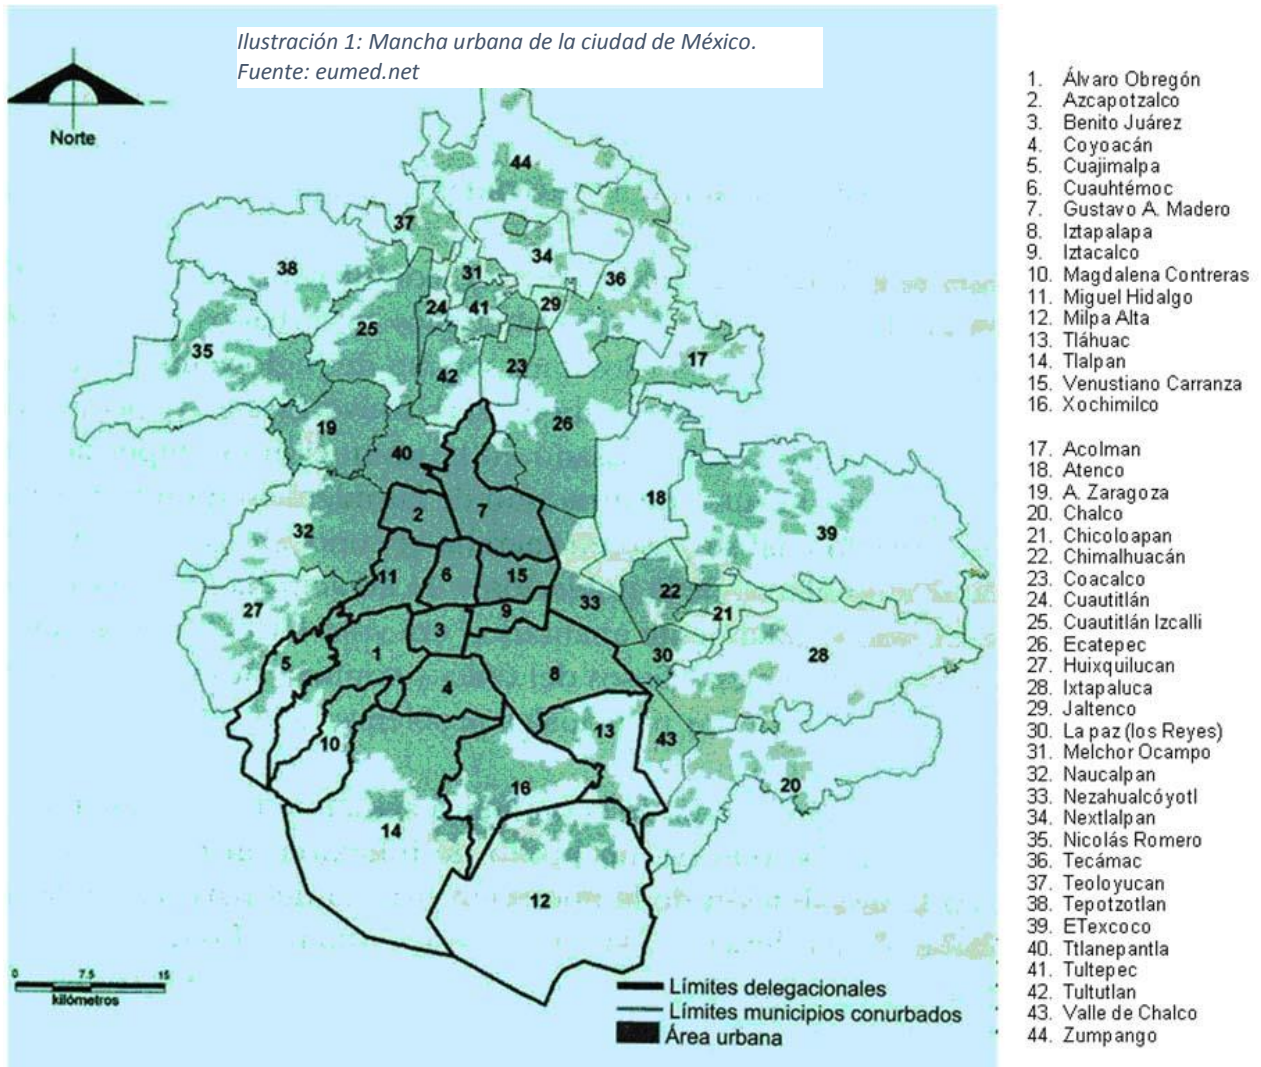 Ilustración 1: Mancha urbana de la ciudad de México.
Fuente: eumed.net
Norte
44
37
34
38
31
36
24
41
29
25
35
17
23
42
26
19
40
18
2
7
39
32
11
6
15
22
33
27
9
21
3
1
5
30
28
8
4
10
13
43
16
20
14
12
0 7.5 15
kilómetros
Límites delegacionales
Límites municipios conurbados
Área urbana
1. Álvaro Obregón
2. Azcapotzalco
3. Benito Juárez
4. Coyoacán
5. Cuajimalpa
6. Cuauhtémoc
7. Gustavo A. Madero
8. Iztapalapa
9. Iztacalco
10. Magdalena Contreras
11. Miguel Hidalgo
12. Milpa Alta
13. Tláhuac
14. Tlalpan
15. Venustiano Carranza
16. Xochimilco
17. Acolman
18. Atenco
19. A. Zaragoza
20. Chalco
21. Chicoloapan
22. Chimalhuacán
23. Coacalco
24. Cuautitlán
25. Cuautitlán Izcalli
26. Ecatepec
27. Huixquilucan
28. Ixtapaluca
29. Jaltenco
30. La paz (los Reyes)
31. Melchor Ocampo
32. Naucalpan
33. Nezahualcóyotl
34. Nextlalpan
35. Nicolás Romero
36. Tecámac
37. Teoloyucan
38. Tepotzotlan
39. ETexcoco
40. Ttlanepantla
41. Tultepec
42. Tultutlan
43. Valle de Chalco
44. Zumpango